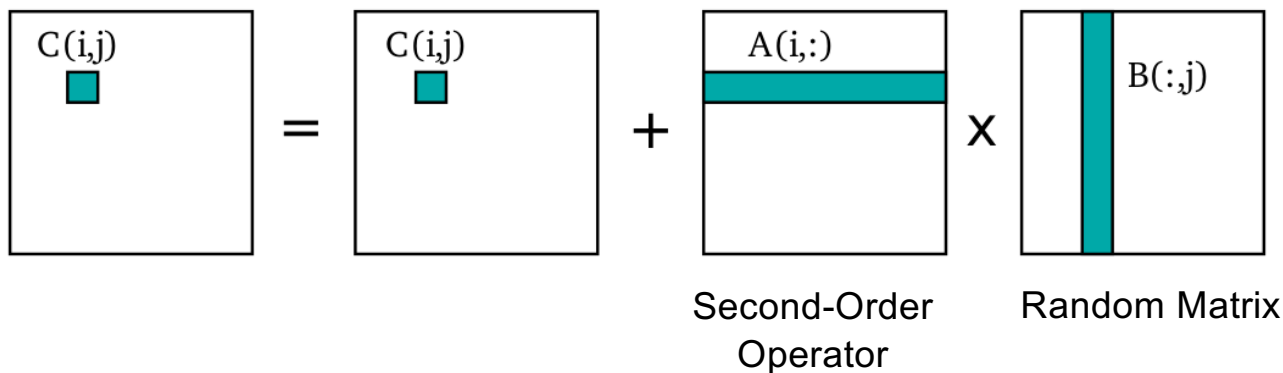 C(i,j)
C(i,j)
A(i,:)
B(:,j)
= + x
Second-Order
Operator
Random Matrix